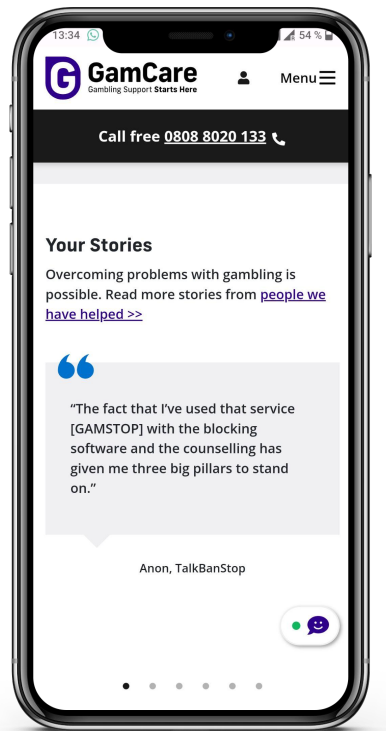 13:34
54 %
GamCare
Gambling Support Starts Here
Menu
Call free 0808 8020 133
Your Stories
Overcoming problems with gambling is
possible. Read more stories from people we
have helped >>
“The fact that I’ve used that service
[GAMSTOP] with the blocking
software and the counselling has
given me three big pillars to stand
on.”
Anon, TalkBanStop